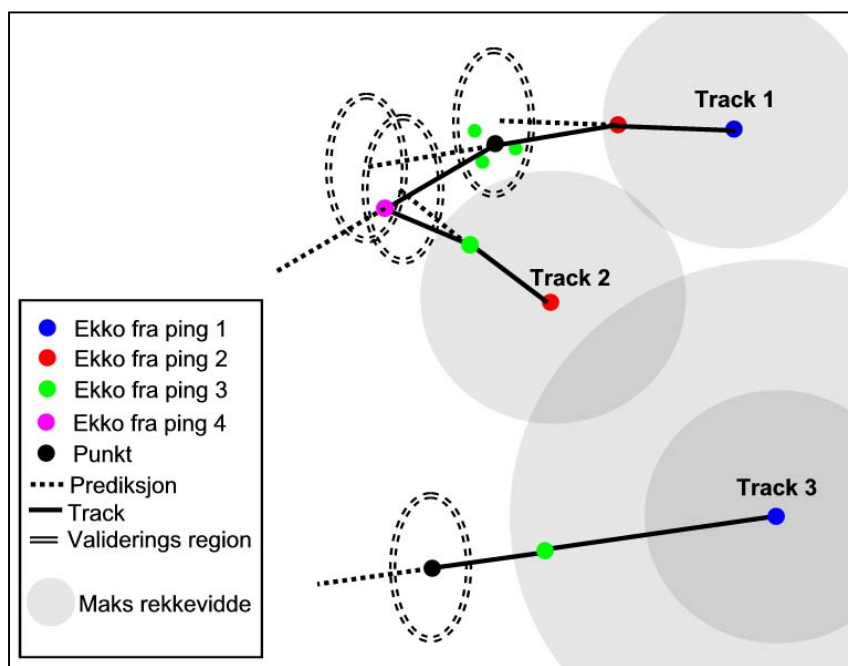 Track 1
Track 2
Track 3
Ekko fra ping 1
Ekko fra ping 2
Ekko fra ping 3
Ekko fra ping 4
Punkt
Prediksjon
Track
Validerings region
Maks rekkevidde